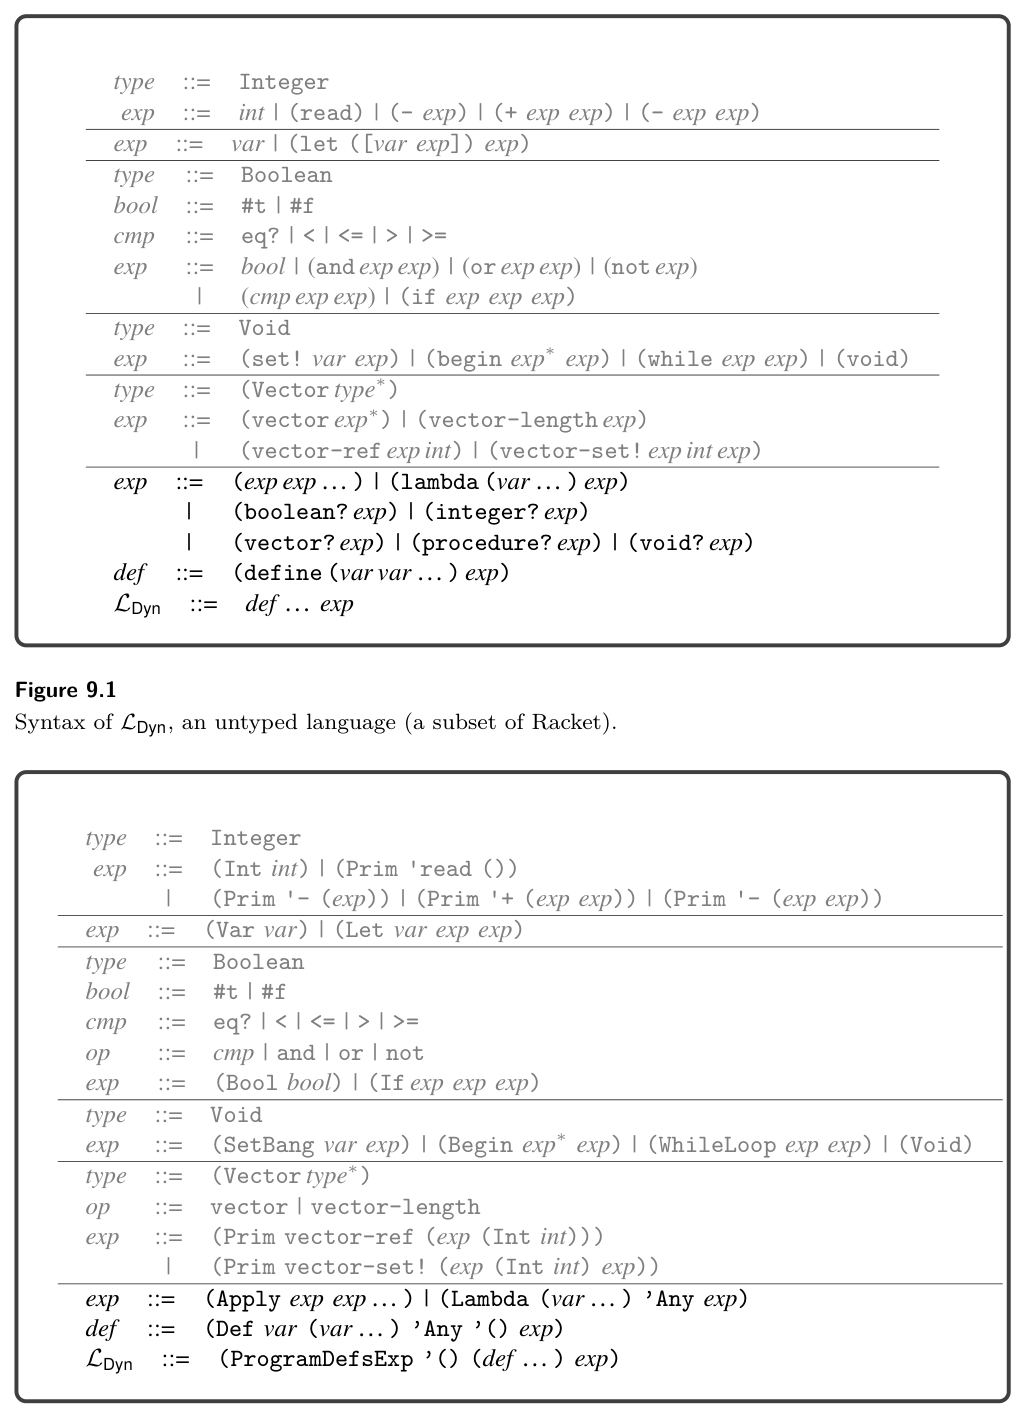 type ::= Integer
exp ::= int | (read) | (- exp) | (+ exp exp) | (- exp exp)
exp ::= var | (let ([var exp]) exp)
type ::= Boolean
bool ::= #t | #f
cmp ::= eq? | < | <= | > | >=
exp ::= bool | (and exp exp) | (or exp exp) | (not exp)
| (cmp exp exp) | (if exp exp exp)
type ::= Void
exp ::= (set! var exp) | (begin exp* exp) | (while exp exp) | (void)
type ::= (Vector type*)
exp ::= (vector exp*) | (vector-length exp)
| (vector-ref exp int) | (vector-set! exp int exp)
exp ::= (exp exp ...) | (lambda (var ...) exp)
| (boolean? exp) | (integer? exp)
| (vector? exp) | (procedure? exp) | (void? exp)
def ::= (define (var var ...) exp)
ℒDyn ::= def ... exp
Figure 9.1
Syntax of ℒDyn, an untyped language (a subset of Racket).
type ::= Integer
exp ::= (Int int) | (Prim 'read ())
| (Prim '- (exp)) | (Prim '+ (exp exp)) | (Prim '- (exp exp))
exp ::= (Var var) | (Let var exp exp)
type ::= Boolean
bool ::= #t | #f
cmp ::= eq? | < | <= | > | >=
op ::= cmp | and | or | not
exp ::= (Bool bool) | (If exp exp exp)
type ::= Void
exp ::= (SetBang var exp) | (Begin exp* exp) | (WhileLoop exp exp) | (Void)
type ::= (Vector type*)
op ::= vector | vector-length
exp ::= (Prim vector-ref (exp (Int int)))
| (Prim vector-set! (exp (Int int) exp))
exp ::= (Apply exp exp ...) | (Lambda (var ...) ’Any exp)
def ::= (Def var (var ...) ’Any ’() exp)
ℒDyn ::= (ProgramDefsExp ’() (def ...) exp)